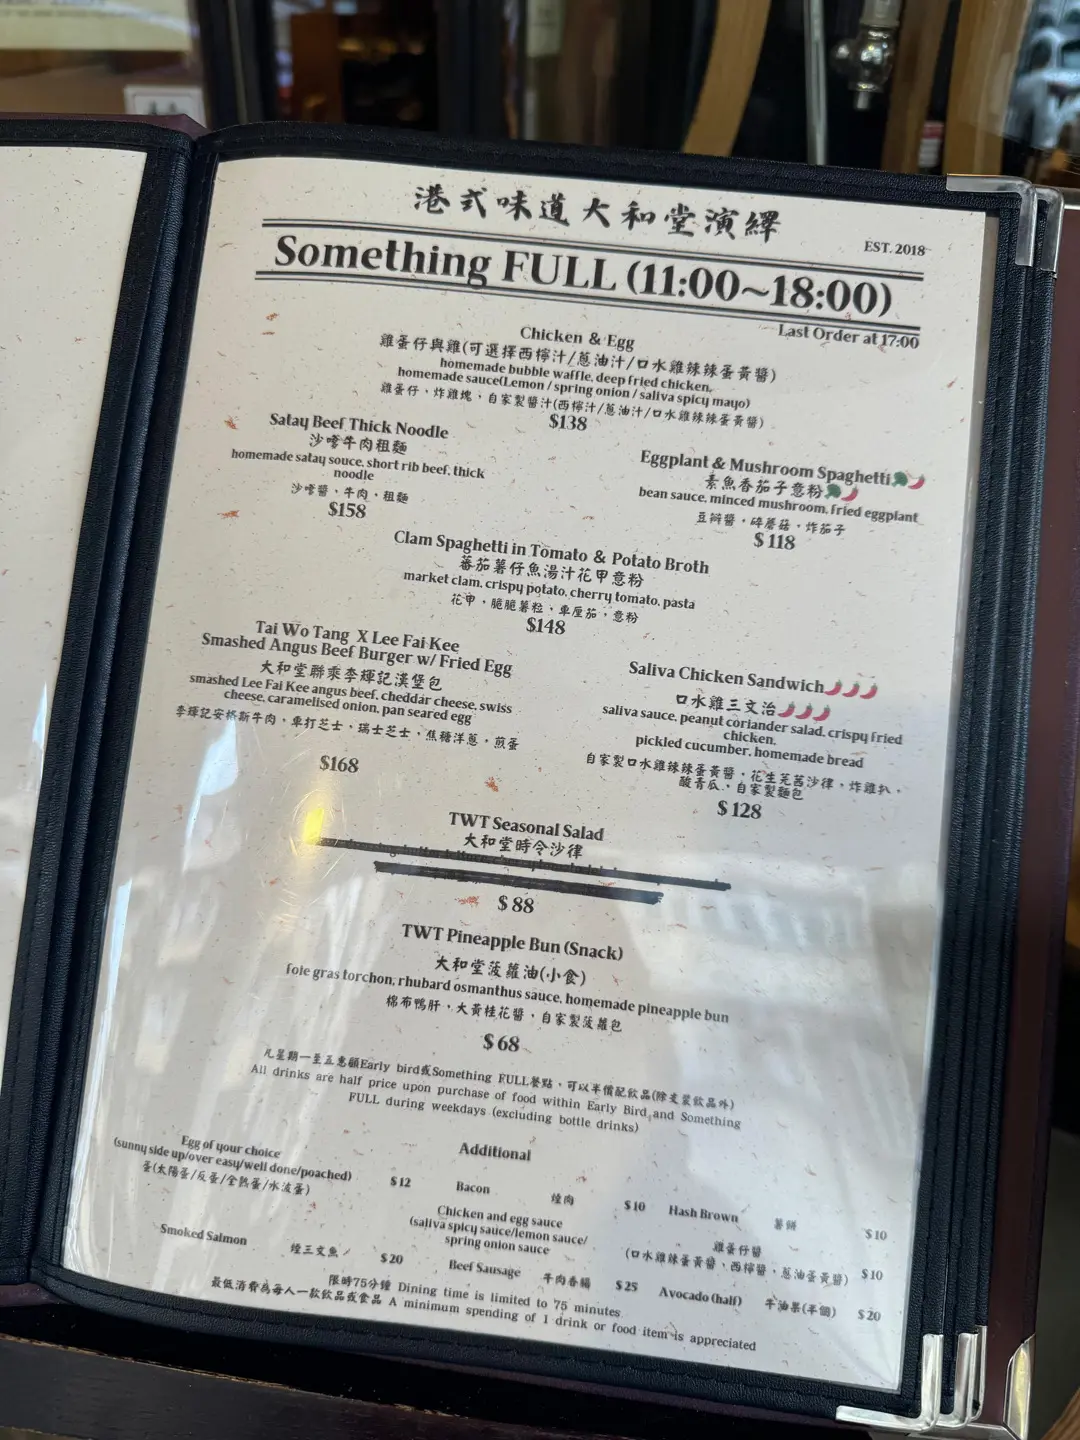 港式味道大和堂演繹
EST. 2018
Something FULL (11:00~18:00)
Last Order at 17:00
Chicken & Egg
雞蛋仔與雞(可選擇西檸汁/蔥油汁/口水雞辣辣蛋黃醬)
homemade bubble waffle, deep fried chicken,
homemade sauce(Lemon / spring onion / saliva spicy mayo)
雞蛋仔、炸雞塊、自家製醬汁(西檸汁/蔥油汁/口水雞辣辣蛋黃醬)
$138
Satay Beef Thick Noodle
沙嗲牛肉粗麵
homemade satay souce, short rib beef, thick
noodle
沙嗲醬、牛肉、粗麵
$158
Eggplant & Mushroom Spaghetti
素魚香茄子意粉
bean sauce, minced mushroom, fried eggplant
豆瓣醬，碎蘑菇，炸茄子
$ 118
Clam Spaghetti in Tomato & Potato Broth
蕃茄薯仔魚湯汁花甲意粉
market clam, crispy potato, cherry tomato, pasta
花甲，脆脆薯粒，車厘茄，意粉
$148
Tai Wo Tang X Lee Fai Kee
Smashed Angus Beef Burger w/ Fried Egg
大和堂聯乘李輝記漢堡包
smashed Lee Fai Kee angus beef, cheddar cheese, swiss
cheese, caramelised onion, pan seared egg
李輝記安格斯牛肉，車打芝士，瑞士芝士，焦糖洋蔥，煎蛋
$168
Saliva Chicken Sandwich
口水雞三文治
saliva sauce, peanut coriander salad, crispy fried
chicken,
pickled cucumber, homemade bread
自家製口水雞辣辣蛋黃醬，花生芫茜沙律，炸雞扒，
酸青瓜、自家製麵包
$ 128
TWT Seasonal Salad
大和堂時令沙律
$ 88
TWT Pineapple Bun (Snack)
大和堂菠蘿油(小食)
foie gras torchon, rhubard osmanthus sauce, homemade pineapple bun
棉布鴨肝，大黃桂花醬，自家製菠蘿包
$ 68
凡星期一至五惠顧Early bird或Something FULL餐點，可以半價配飲品(除支裝飲品外)
All drinks are half price upon purchase of food within Early Bird and Something
FULL during weekdays (excluding bottle drinks)
Additional
Egg of your choice
(sunny side up/over easy/well done/poached)
蛋(太陽蛋/反蛋/全熟蛋/水波蛋)
$12
Bacon 煙肉 $10
Hash Brown 薯餅 $10
Smoked Salmon 煙三文魚 $20
Chicken and egg sauce
(saliva spicy sauce/lemon sauce/
spring onion sauce
雞蛋仔醬
(口水雞辣蛋黃醬、西檸醬，蔥油蛋黃醬) $10
Beef Sausage 牛肉香腸 $25
Avocado (half) 牛油果(半個) $20
限時75分鐘 Dining time is limited to 75 minutes
最低消費為每人一款飲品或食品 A minimum spending of 1 drink or food item is appreciated